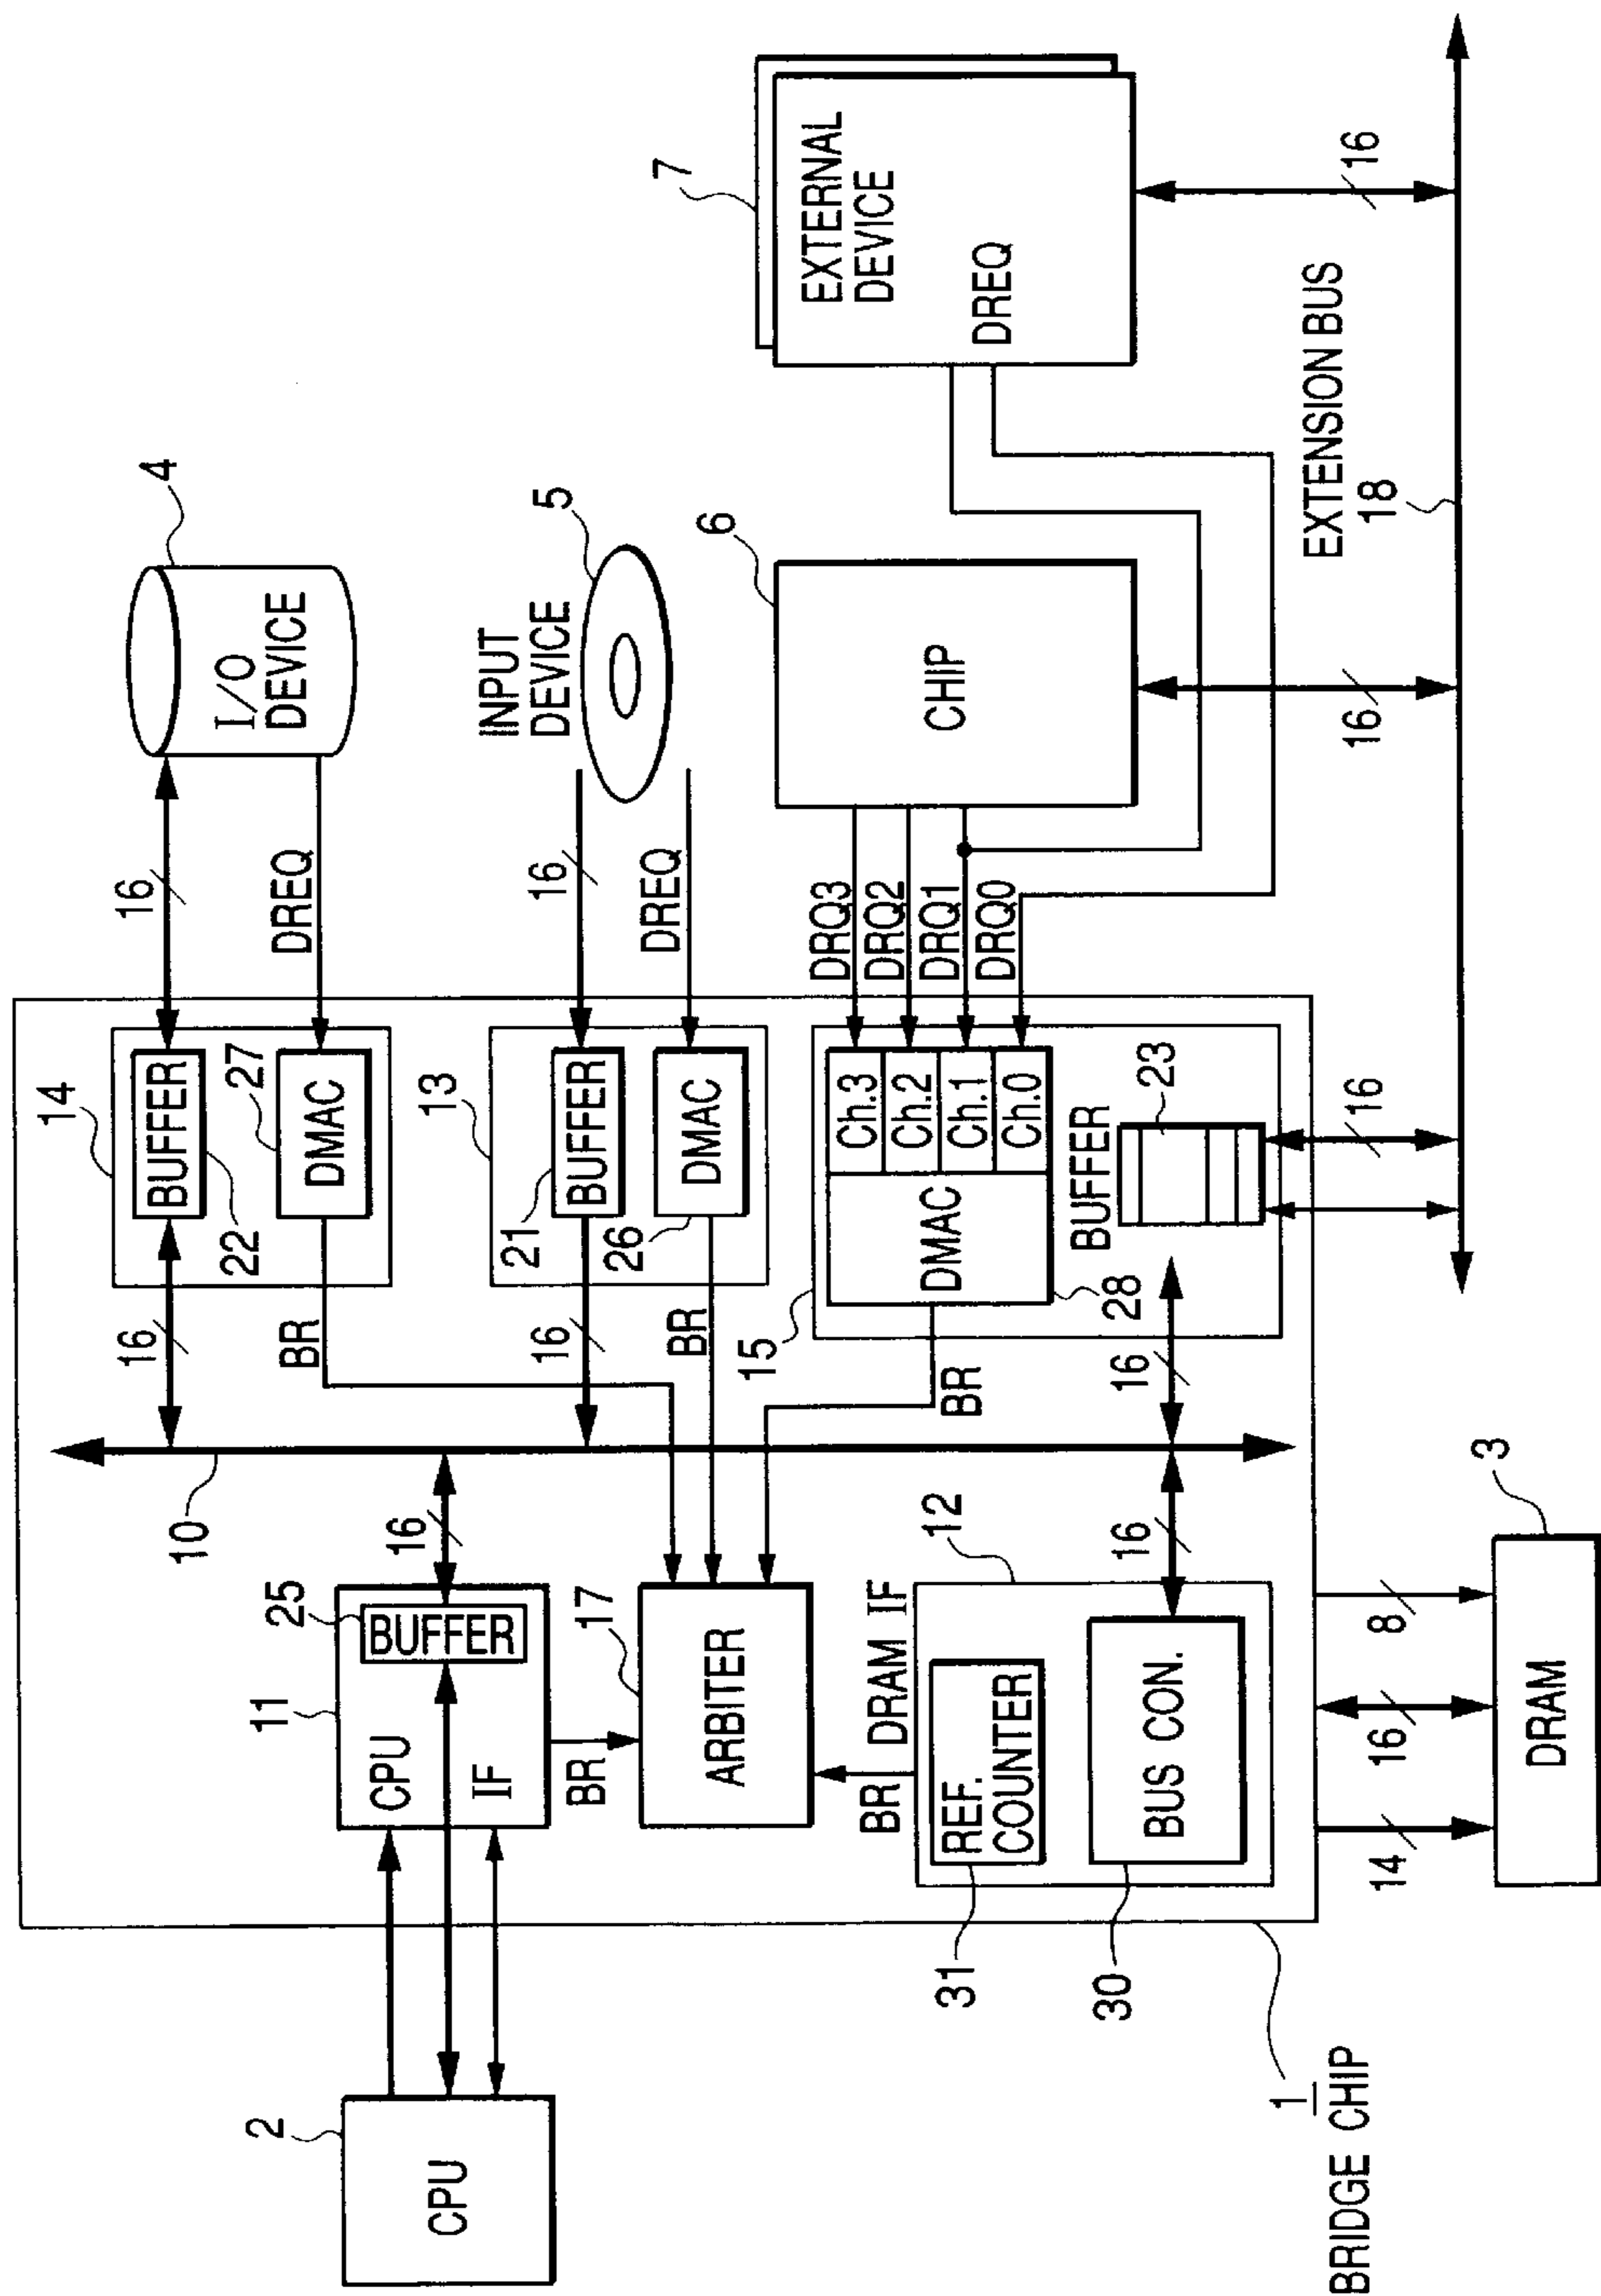 4
I/O
DEVICE
16
DREQ
INPUT
DEVICE
5
16
DREQ
7
EXTERNAL
DEVICE
DREQ
6
CHIP
DRQ3
DRQ2
DRQ1
DRQ0
16
16
EXTENSION BUS
18
14
BUFFER
22
27
DMAC
16
BR
13
BUFFER
21
DMAC
26
16
BR
15
DMAC
Ch.3
Ch.2
Ch.1
Ch.0
28
BUFFER
23
16
BR
16
10
16
11
25
BUFFER
CPU
IF
BR
17
ARBITER
BR
DRAM IF
12
REF.
COUNTER
31
BUS CON.
30
16
2
CPU
8
16
14
3
DRAM
1
BRIDGE CHIP